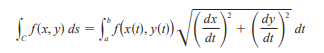 ∫_C f(x, y) ds = ∫_a^b f(x(t), y(t)) √((dx/dt)² + (dy/dt)²) dt